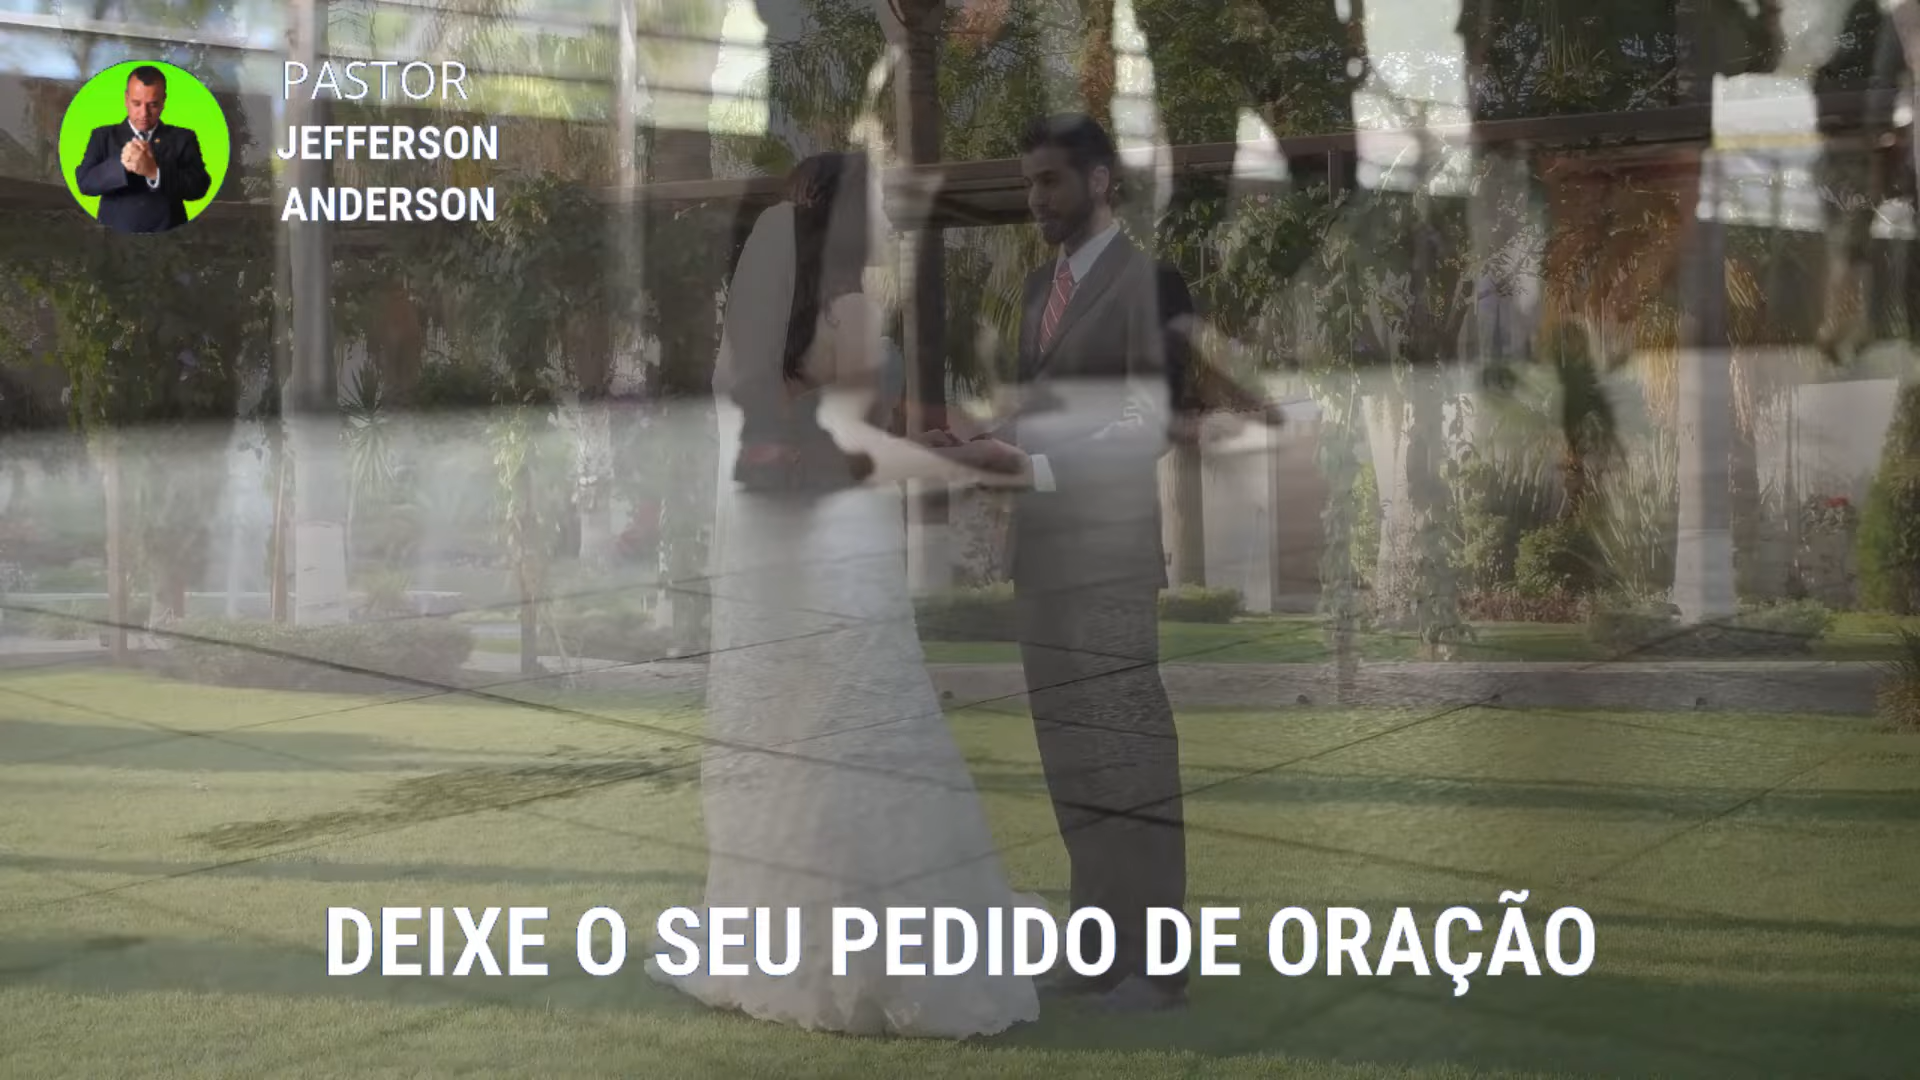 PASTOR
JEFFERSON
ANDERSON
DEIXE O SEU PEDIDO DE ORAÇÃO